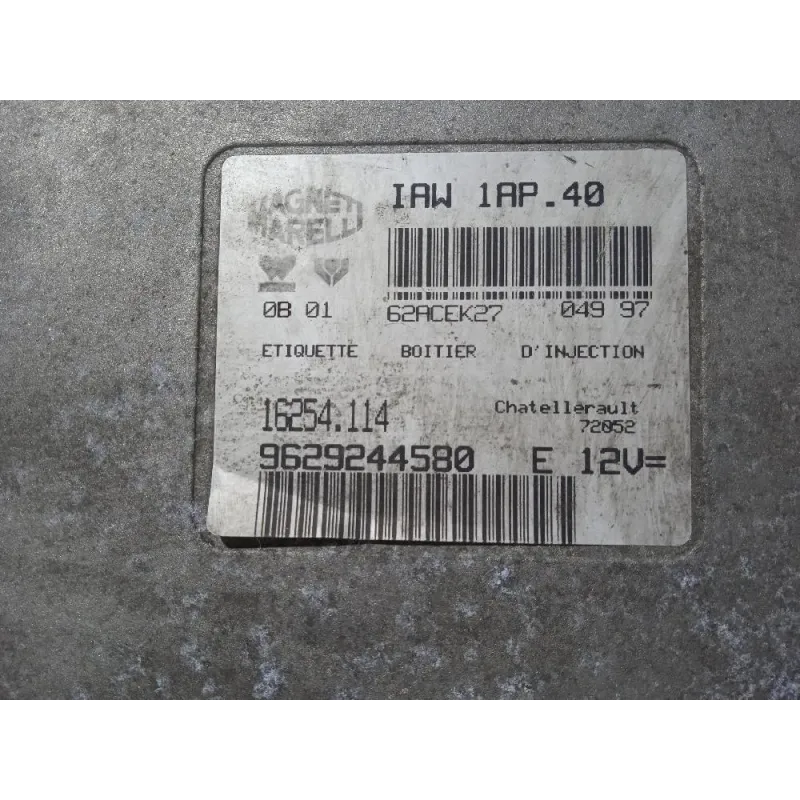 MAGNETI
MARELLI
IAW 1AP.40
0B 01 62ACEK27 049 97
ETIQUETTE BOITIER D'INJECTION
16254.114 Chatellerault
72052
9629244580 E 12V=